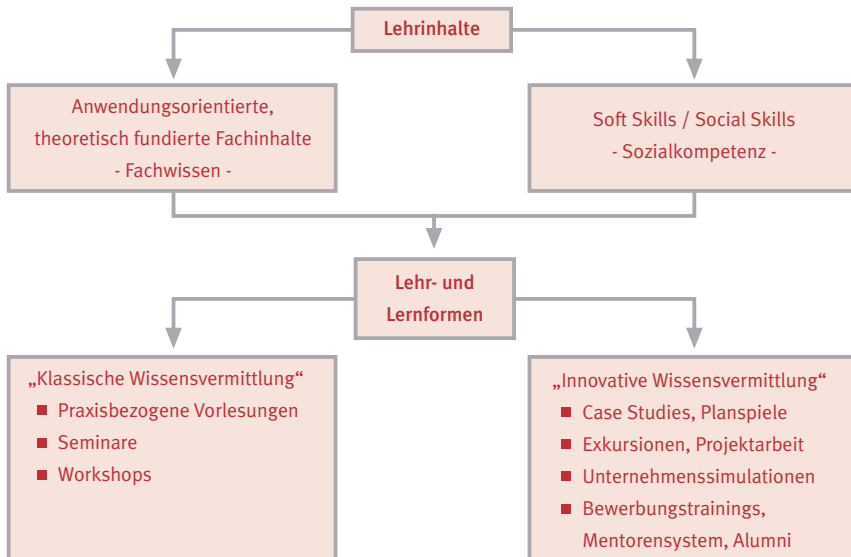 Lehrinhalte
Anwendungsorientierte,
theoretisch fundierte Fachinhalte
- Fachwissen -
Soft Skills / Social Skills
- Sozialkompetenz -
Lehr- und
Lernformen
„Klassische Wissensvermittlung“
■ Praxisbezogene Vorlesungen
■ Seminare
■ Workshops
„Innovative Wissensvermittlung“
■ Case Studies, Planspiele
■ Exkursionen, Projektarbeit
■ Unternehmenssimulationen
■ Bewerbungstrainings,
Mentorensystem, Alumni